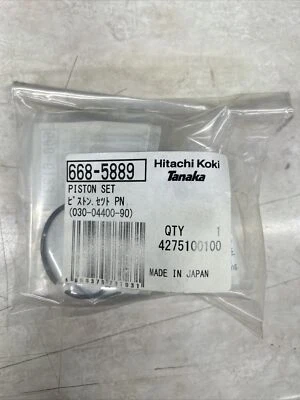 668-5889
Hitachi Koki
Tanaka
PISTON SET
ピストン.セット PN
(030-04400-90)
QTY 1
4275100100
MADE IN JAPAN